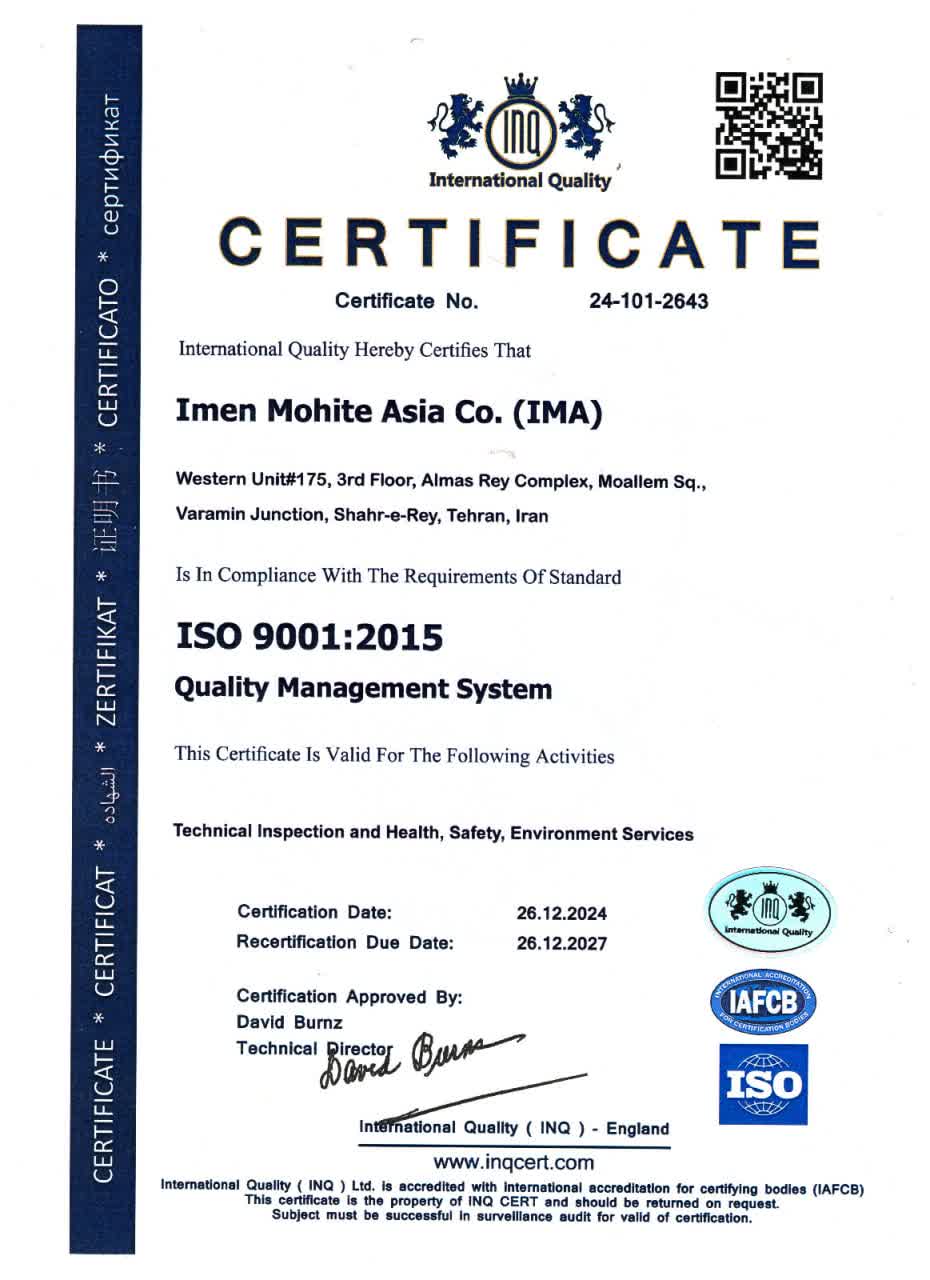 INQ
International Quality
CERTIFICATE
Certificate No. 24-101-2643
International Quality Hereby Certifies That
Imen Mohite Asia Co. (IMA)
Western Unit#175, 3rd Floor, Almas Rey Complex, Moallem Sq.,
Varamin Junction, Shahr-e-Rey, Tehran, Iran
Is In Compliance With The Requirements Of Standard
ISO 9001:2015
Quality Management System
This Certificate Is Valid For The Following Activities
Technical Inspection and Health, Safety, Environment Services
Certification Date: 26.12.2024
Recertification Due Date: 26.12.2027
Certification Approved By:
David Burnz
Technical Director
David Burns
International Quality ( INQ ) - England
www.inqcert.com
International Quality ( INQ ) Ltd. is accredited with international accreditation for certifying bodies (IAFCB)
This certificate is the property of INQ CERT and should be returned on request.
Subject must be successful in surveillance audit for valid of certification.
INQ
International Quality
INTERNATIONAL ACCREDITATION
IAFCB
FOR CERTIFICATION BODIES
ISO
CERTIFICATE * CERTIFICAT * الشهاده * ZERTIFIKAT * 证明书 * CERTIFICATO * сертификат